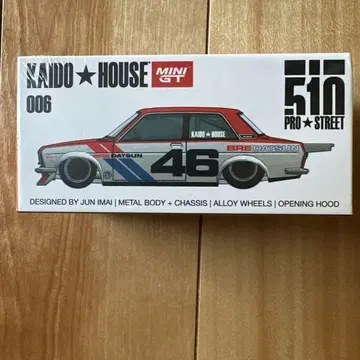 KAIDO★HOUSE
MINI GT
006
510
PRO★STREET
KAIDO★HOUSE
BRE DATSUN
BRE DATSUN
46
DESIGNED BY JUN IMAI | METAL BODY + CHASSIS | ALLOY WHEELS | OPENING HOOD